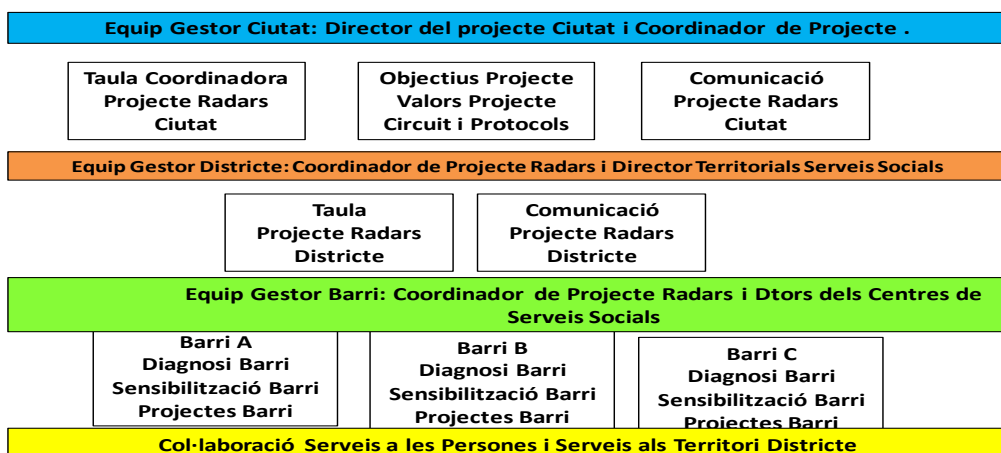 Equip Gestor Ciutat: Director del projecte Ciutat i Coordinador de Projecte .
Taula Coordinadora
Projecte Radars
Ciutat
Objectius Projecte
Valors Projecte
Circuit i Protocols
Comunicació
Projecte Radars
Ciutat
Equip Gestor Districte: Coordinador de Projecte Radars i Director Territorials Serveis Socials
Taula
Projecte Radars
Districte
Comunicació
Projecte Radars
Districte
Equip Gestor Barri: Coordinador de Projecte Radars i Dtors dels Centres de
Serveis Socials
Barri A
Diagnosi Barri
Sensibilització Barri
Projectes Barri
Barri B
Diagnosi Barri
Sensibilització Barri
Projectes Barri
Barri C
Diagnosi Barri
Sensibilització Barri
Projectes Barri
Col·laboració Serveis a les Persones i Serveis als Territori Districte